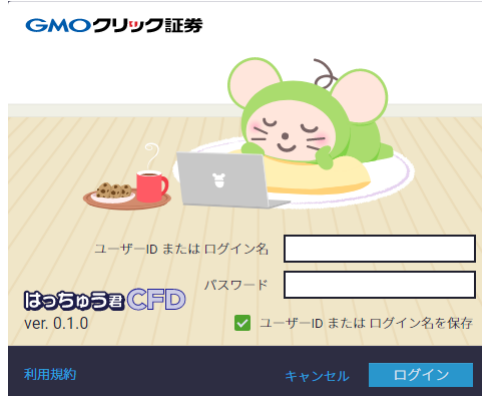 GMOクリック証券
ユーザーID または ログイン名
パスワード
はっちゅう君CFD
ver. 0.1.0
ユーザーID または ログイン名を保存
利用規約
キャンセル
ログイン